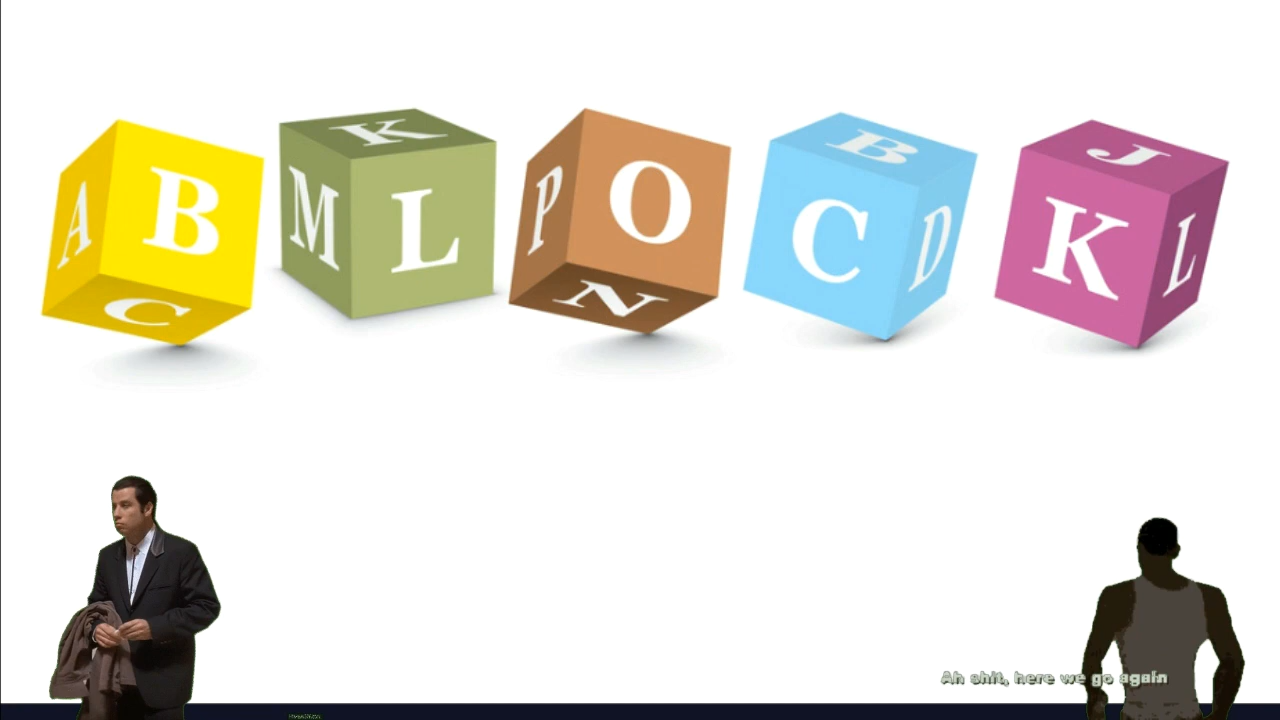 A B C
K M L
P O N
B C D
J K L
Ah shit, here we go again